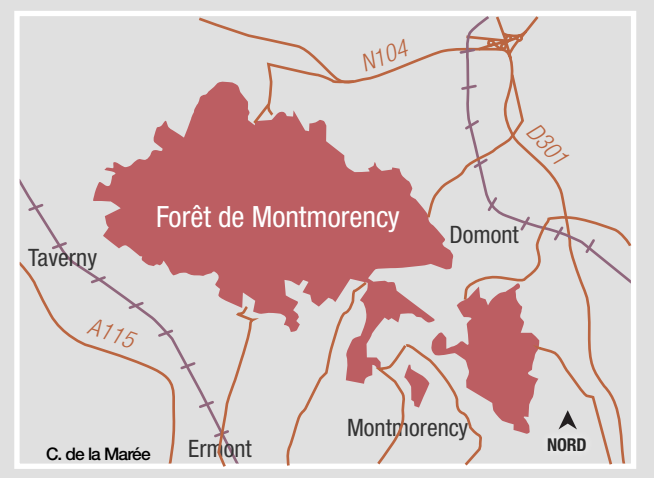 N104
D301
Forêt de Montmorency
Domont
Taverny
A115
Montmorency
Ermont
NORD
C. de la Marée